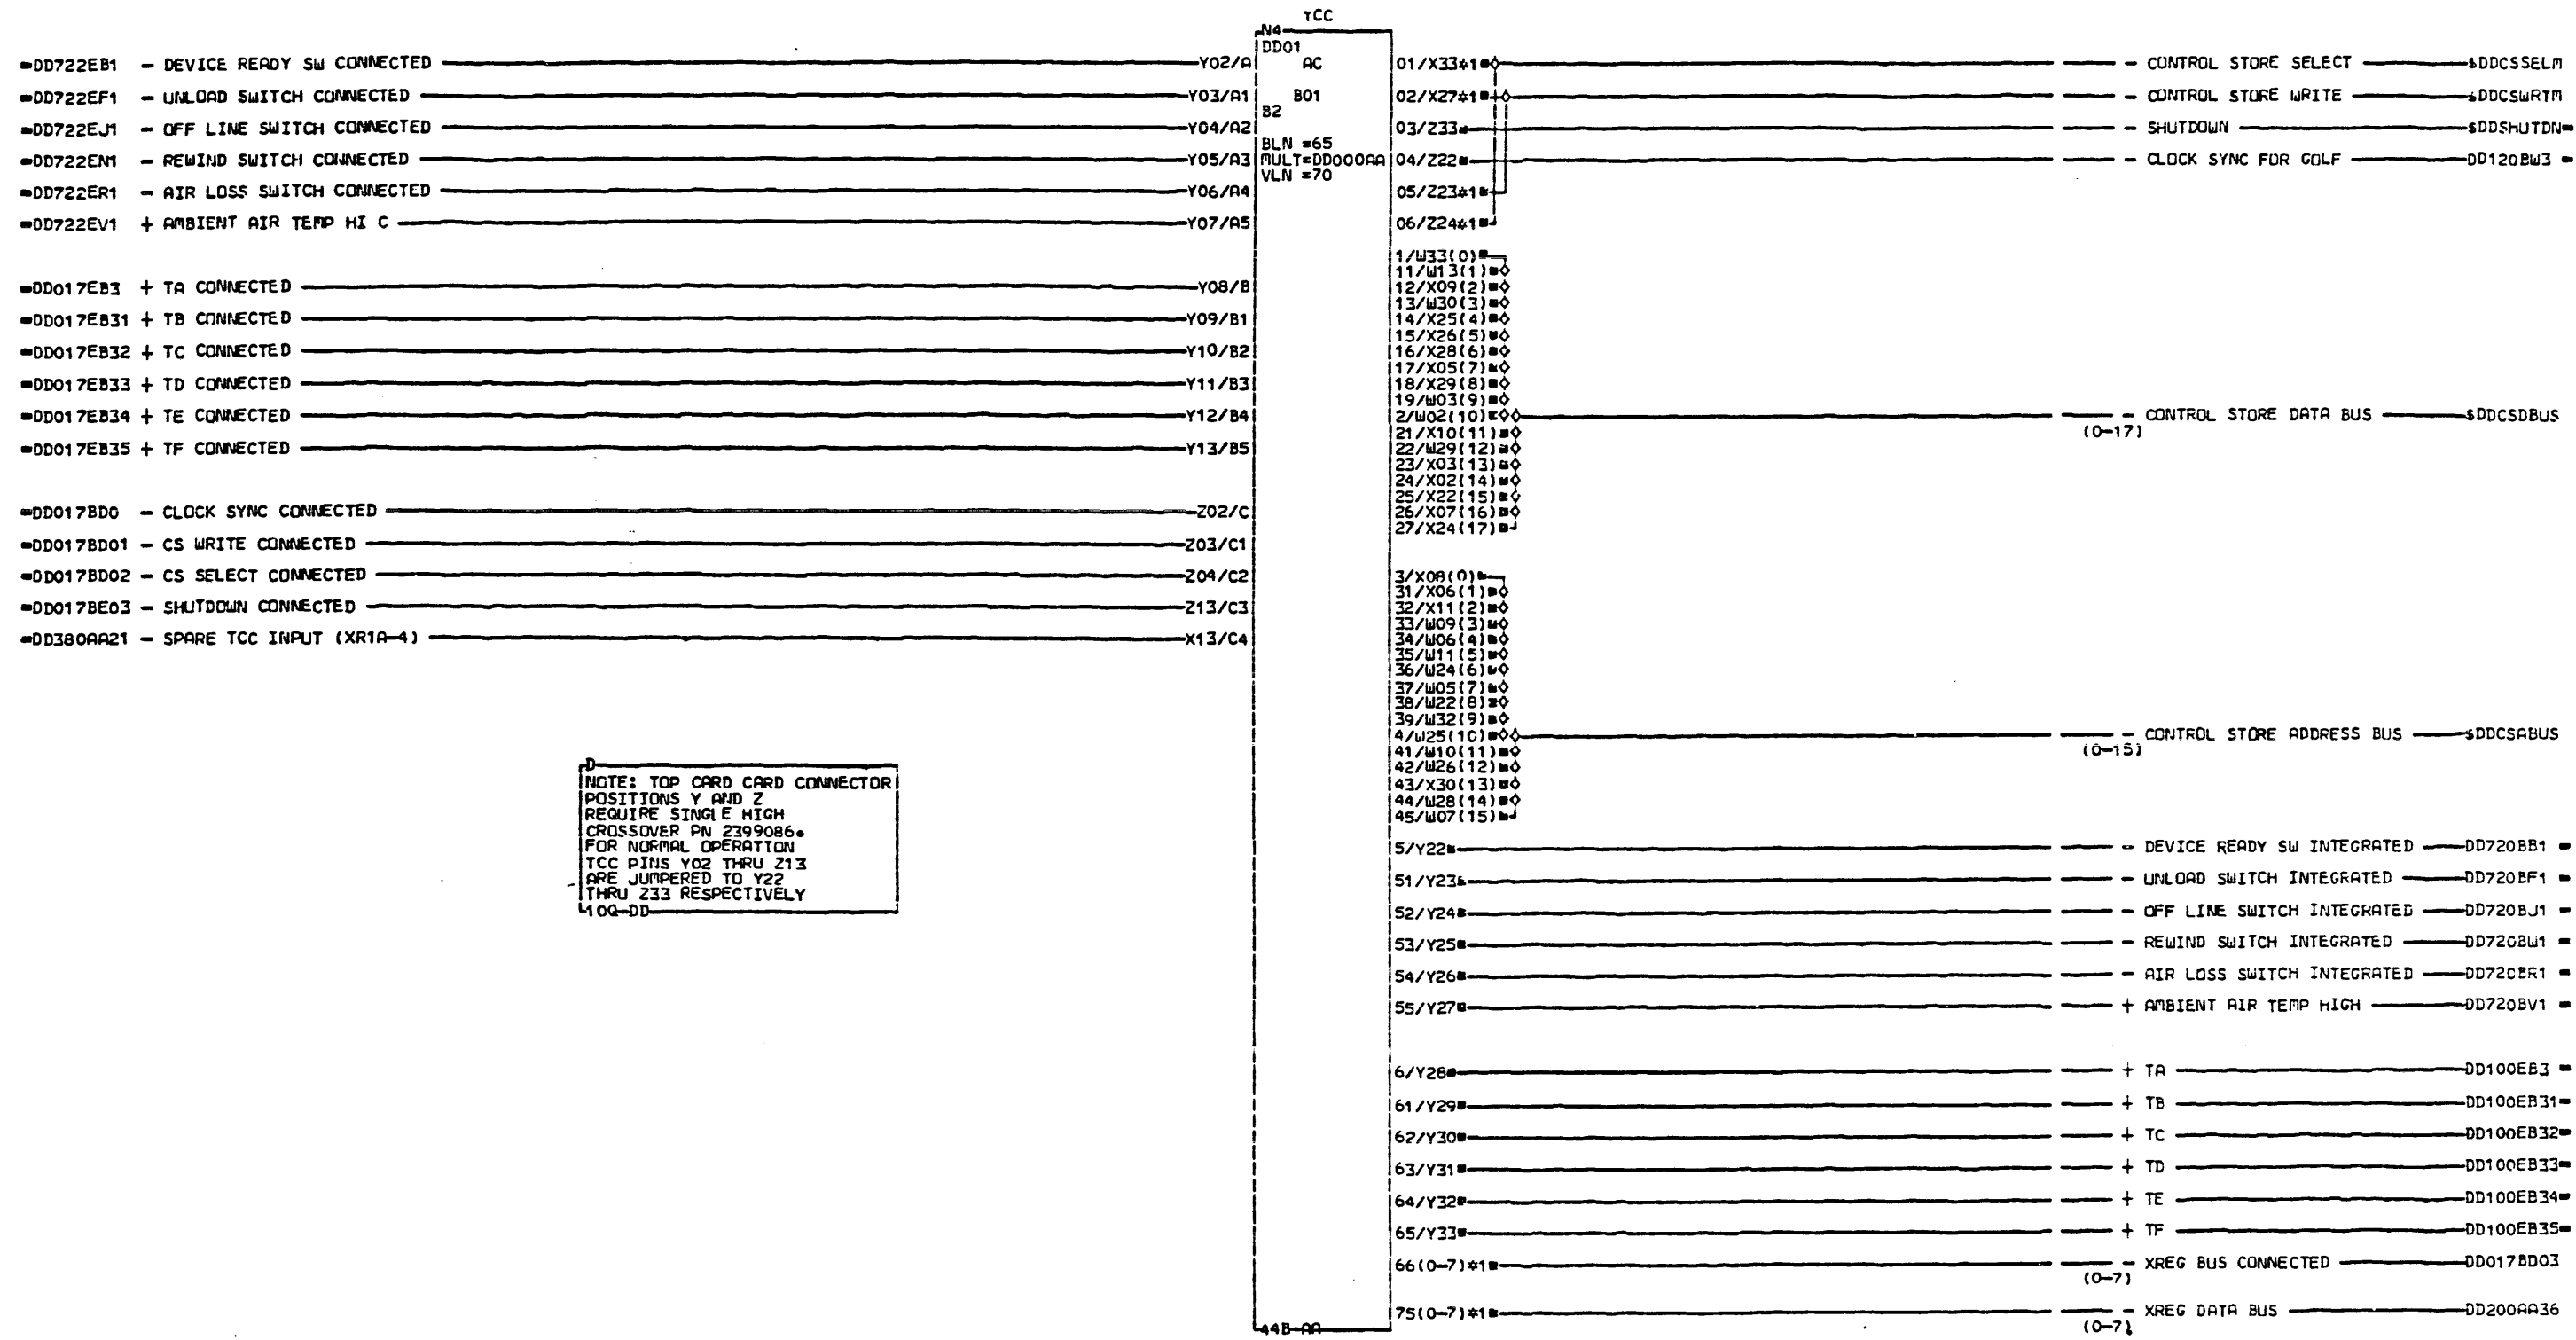 TCC
N4
DD01
AC
B01
B2
BLN =65
MULT=DD000AA
VLN =70
DD722EB1 - DEVICE READY SW CONNECTED Y02/A
DD722EF1 - UNLOAD SWITCH CONNECTED Y03/A1
DD722EJ1 - OFF LINE SWITCH CONNECTED Y04/A2
DD722EN1 - REWIND SWITCH CONNECTED Y05/A3
DD722ER1 - AIR LOSS SWITCH CONNECTED Y06/A4
DD722EV1 + AMBIENT AIR TEMP HI C Y07/A5
DD017EB3 + TA CONNECTED Y08/B
DD017EB31 + TB CONNECTED Y09/B1
DD017EB32 + TC CONNECTED Y10/B2
DD017EB33 + TD CONNECTED Y11/B3
DD017EB34 + TE CONNECTED Y12/B4
DD017EB35 + TF CONNECTED Y13/B5
DD017BD0 - CLOCK SYNC CONNECTED Z02/C
DD017BD01 - CS WRITE CONNECTED Z03/C1
DD017BD02 - CS SELECT CONNECTED Z04/C2
DD017BE03 - SHUTDOWN CONNECTED Z13/C3
DD380AA21 - SPARE TCC INPUT (XR1A-4) X13/C4
D
NOTE: TOP CARD CARD CONNECTOR
POSITIONS Y AND Z
REQUIRE SINGLE HIGH
CROSSOVER PN 2399086.
FOR NORMAL OPERATION
TCC PINS Y02 THRU Z13
ARE JUMPERED TO Y22
THRU Z33 RESPECTIVELY
10Q-DD
01/X33*1 - CONTROL STORE SELECT $DDCSSELM
02/X27*1 - CONTROL STORE WRITE $DDCSWRTM
03/Z33 - SHUTDOWN $DDSHUTDN
04/Z22 - CLOCK SYNC FOR GOLF DD120BW3
05/Z23*1
06/Z24*1
1/W33(0)
11/W13(1)
12/X09(2)
13/W30(3)
14/X25(4)
15/X26(5)
16/X28(6)
17/X05(7)
18/X29(8)
19/W03(9)
2/W02(10) - CONTROL STORE DATA BUS $DDCSDBUS
21/X10(11) (0-17)
22/W29(12)
23/X03(13)
24/X02(14)
25/X22(15)
26/X07(16)
27/X24(17)
3/X08(0)
31/X06(1)
32/X11(2)
33/W09(3)
34/W06(4)
35/W11(5)
36/W24(6)
37/W05(7)
38/W22(8)
39/W32(9)
4/W25(10) - CONTROL STORE ADDRESS BUS $DDCSABUS
41/W10(11) (0-15)
42/W26(12)
43/X30(13)
44/W28(14)
45/W07(15)
5/Y22 - DEVICE READY SW INTEGRATED DD720BB1
51/Y23 - UNLOAD SWITCH INTEGRATED DD720BF1
52/Y24 - OFF LINE SWITCH INTEGRATED DD720BJ1
53/Y25 - REWIND SWITCH INTEGRATED DD720BW1
54/Y26 - AIR LOSS SWITCH INTEGRATED DD720BR1
55/Y27 + AMBIENT AIR TEMP HIGH DD720BV1
6/Y28 + TA DD100EB3
61/Y29 + TB DD100EB31
62/Y30 + TC DD100EB32
63/Y31 + TD DD100EB33
64/Y32 + TE DD100EB34
65/Y33 + TF DD100EB35
66(0-7)*1 - XREG BUS CONNECTED DD017BD03
(0-7)
75(0-7)*1 - XREG DATA BUS DD200AA36
(0-7)
44B-AA